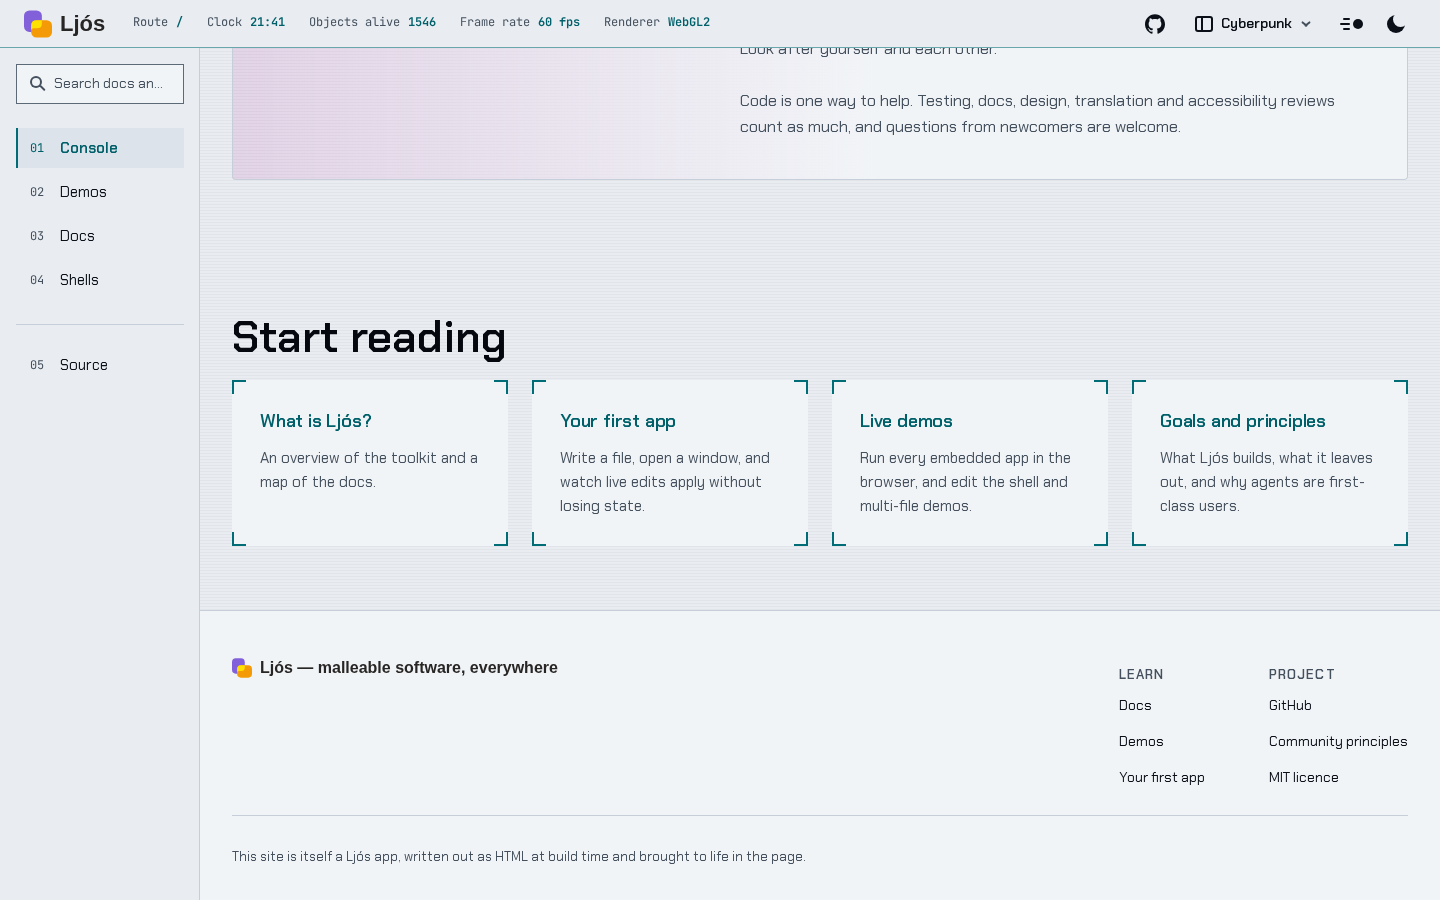 Ljós
Route /
Clock 21:41
Objects alive 1546
Frame rate 60 fps
Renderer WebGL2
Cyberpunk
Search docs an...
01 Console
02 Demos
03 Docs
04 Shells
05 Source
Look after yourself and each other.
Code is one way to help. Testing, docs, design, translation and accessibility reviews
count as much, and questions from newcomers are welcome.
Start reading
What is Ljós?
An overview of the toolkit and a
map of the docs.
Your first app
Write a file, open a window, and
watch live edits apply without
losing state.
Live demos
Run every embedded app in the
browser, and edit the shell and
multi-file demos.
Goals and principles
What Ljós builds, what it leaves
out, and why agents are first-
class users.
Ljós — malleable software, everywhere
LEARN
Docs
Demos
Your first app
PROJECT
GitHub
Community principles
MIT licence
This site is itself a Ljós app, written out as HTML at build time and brought to life in the page.